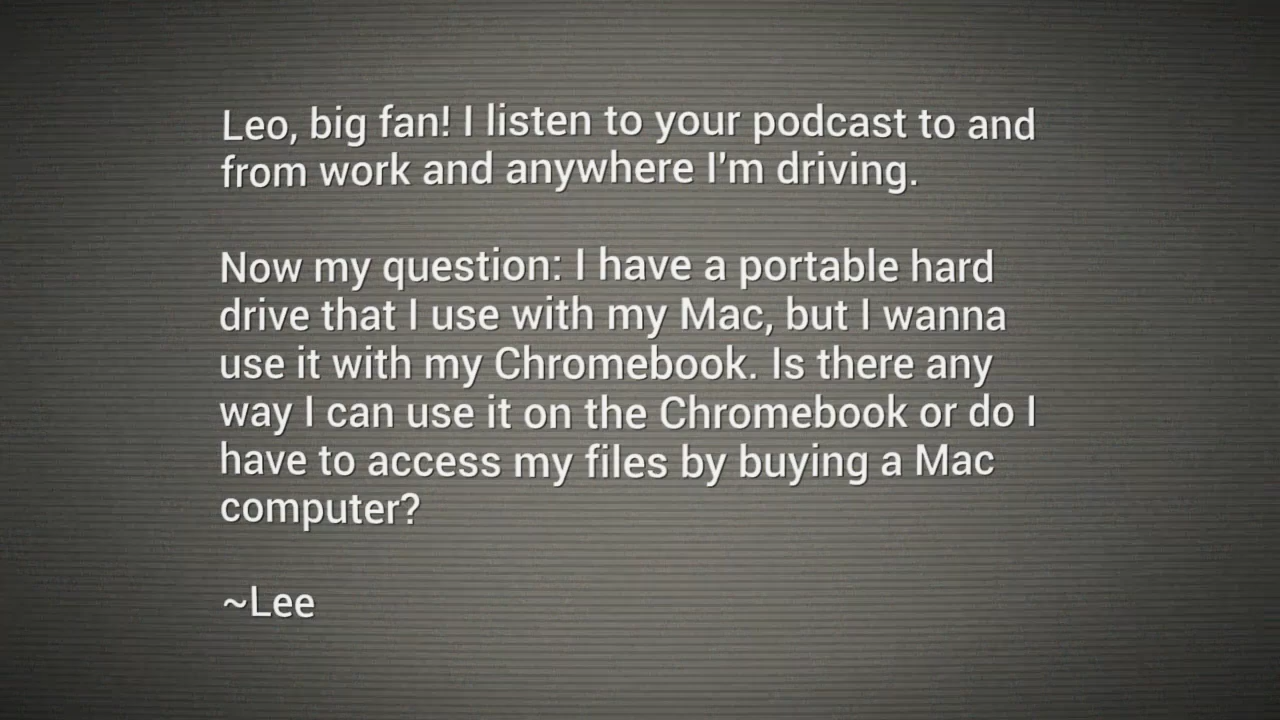 Leo, big fan! I listen to your podcast to and
from work and anywhere I'm driving.
Now my question: I have a portable hard
drive that I use with my Mac, but I wanna
use it with my Chromebook. Is there any
way I can use it on the Chromebook or do I
have to access my files by buying a Mac
computer?
~Lee